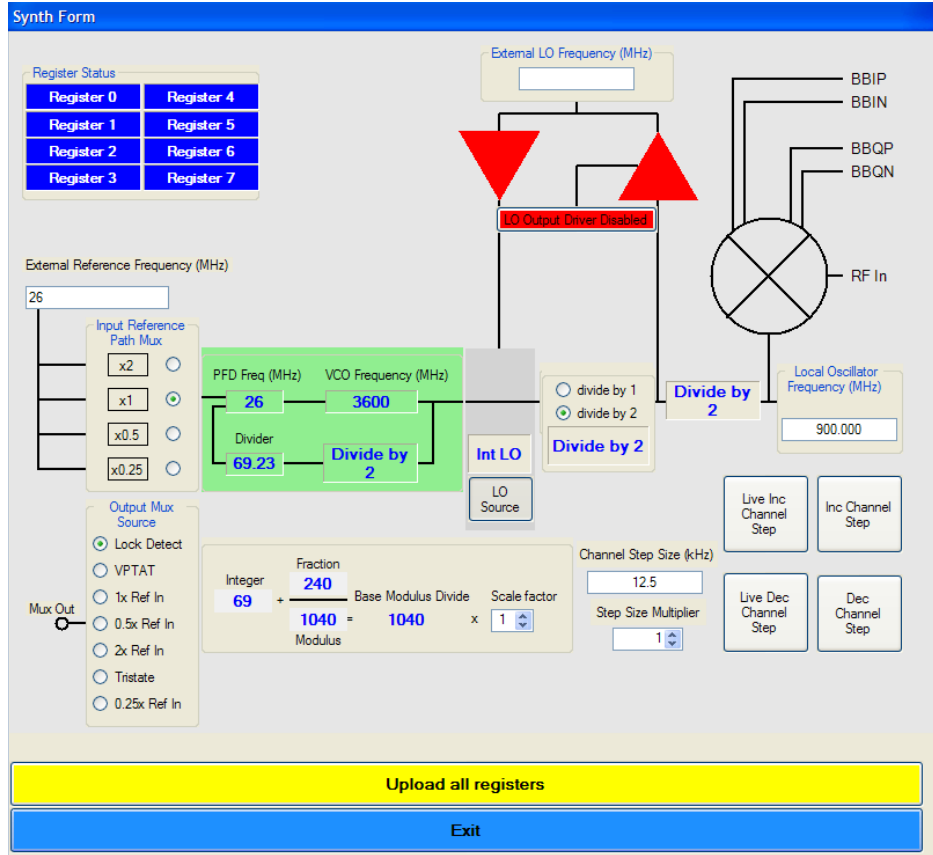 Synth Form
Register Status
Register 0
Register 4
Register 1
Register 5
Register 2
Register 6
Register 3
Register 7
External LO Frequency (MHz)
BBIP
BBIN
BBQP
BBQN
LO Output Driver Disabled
RF In
External Reference Frequency (MHz)
26
Input Reference
Path Mux
x2
x1
x0.5
x0.25
PFD Freq (MHz)
VCO Frequency (MHz)
26
3600
Divider
69.23
Divide by
2
Int LO
LO
Source
divide by 1
divide by 2
Divide by 2
Divide by
2
Local Oscillator
Frequency (MHz)
900.000
Output Mux
Source
Lock Detect
VPTAT
1x Ref In
0.5x Ref In
2x Ref In
Tristate
0.25x Ref In
Mux Out
Integer
69
+
Fraction
240
1040
Modulus
=
Base Modulus Divide
1040
x
Scale factor
1
Channel Step Size (kHz)
12.5
Step Size Multiplier
1
Live Inc
Channel
Step
Inc Channel
Step
Live Dec
Channel
Step
Dec
Channel
Step
Upload all registers
Exit